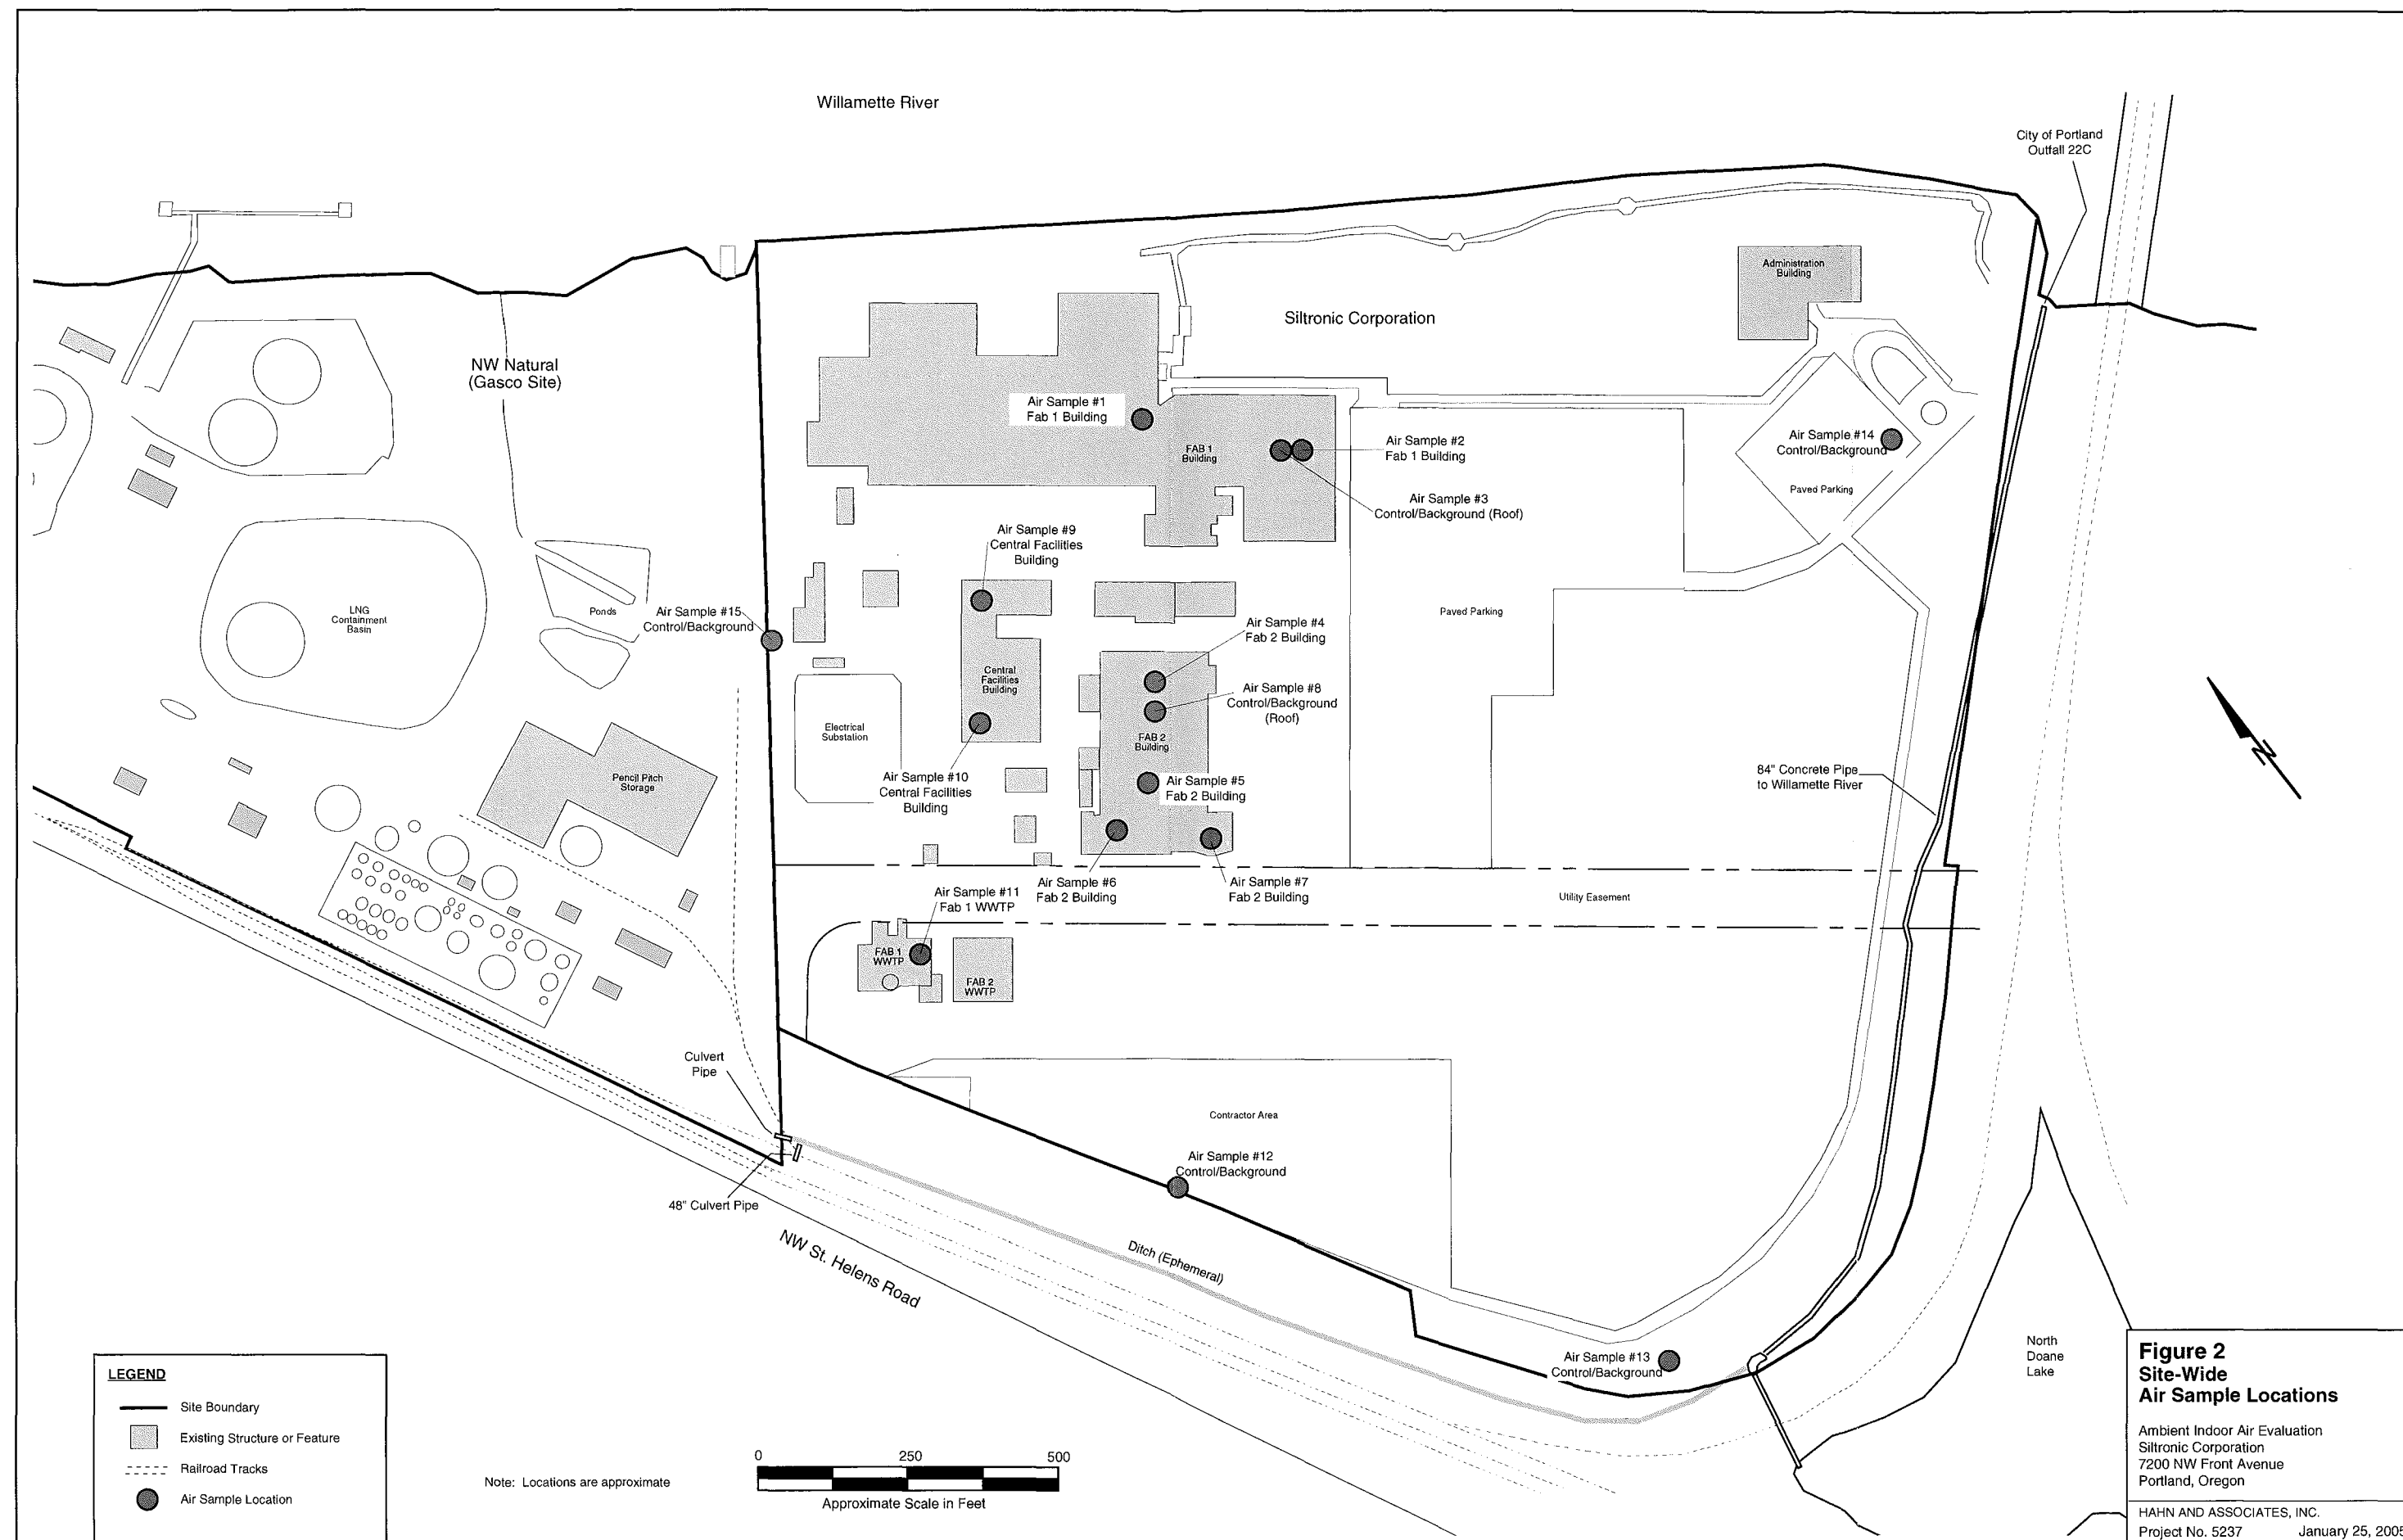 Willamette River
City of Portland
Outfall 22C
Administration
Building
Siltronic Corporation
NW Natural
(Gasco Site)
Air Sample #1
Fab 1 Building
FAB 1
Building
Air Sample #2
Fab 1 Building
Air Sample #3
Control/Background (Roof)
Air Sample #14
Control/Background
Paved Parking
Air Sample #9
Central Facilities
Building
LNG
Containment
Basin
Ponds
Air Sample #15
Control/Background
Paved Parking
Air Sample #4
Fab 2 Building
Central
Facilities
Building
Air Sample #8
Control/Background
(Roof)
Electrical
Substation
FAB 2
Building
Pencil Pitch
Storage
Air Sample #10
Central Facilities
Building
Air Sample #5
Fab 2 Building
84" Concrete Pipe
to Willamette River
N
Air Sample #11
Fab 1 WWTP
Air Sample #6
Fab 2 Building
Air Sample #7
Fab 2 Building
Utility Easement
FAB 1
WWTP
FAB 2
WWTP
Culvert
Pipe
Contractor Area
Air Sample #12
Control/Background
48" Culvert Pipe
NW St. Helens Road
Ditch (Ephemeral)
Air Sample #13
Control/Background
North
Doane
Lake
LEGEND
Site Boundary
Existing Structure or Feature
Railroad Tracks
Air Sample Location
Note: Locations are approximate
0 250 500
Approximate Scale in Feet
Figure 2
Site-Wide
Air Sample Locations
Ambient Indoor Air Evaluation
Siltronic Corporation
7200 NW Front Avenue
Portland, Oregon
HAHN AND ASSOCIATES, INC.
Project No. 5237 January 25, 2005